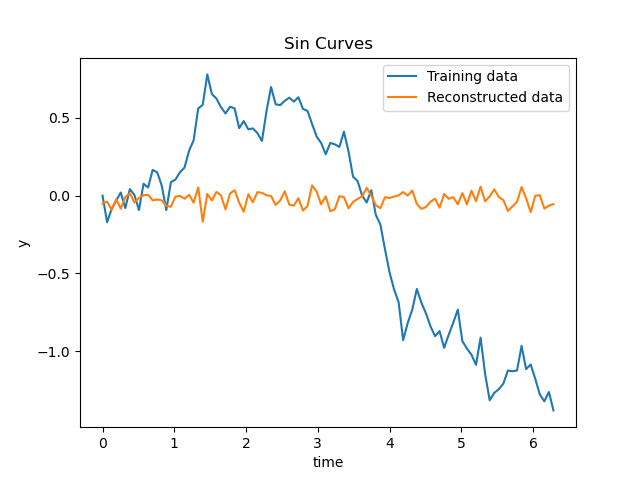 Sin Curves
Training data
Reconstructed data
0.5
0.0
−0.5
−1.0
y
0 1 2 3 4 5 6
time